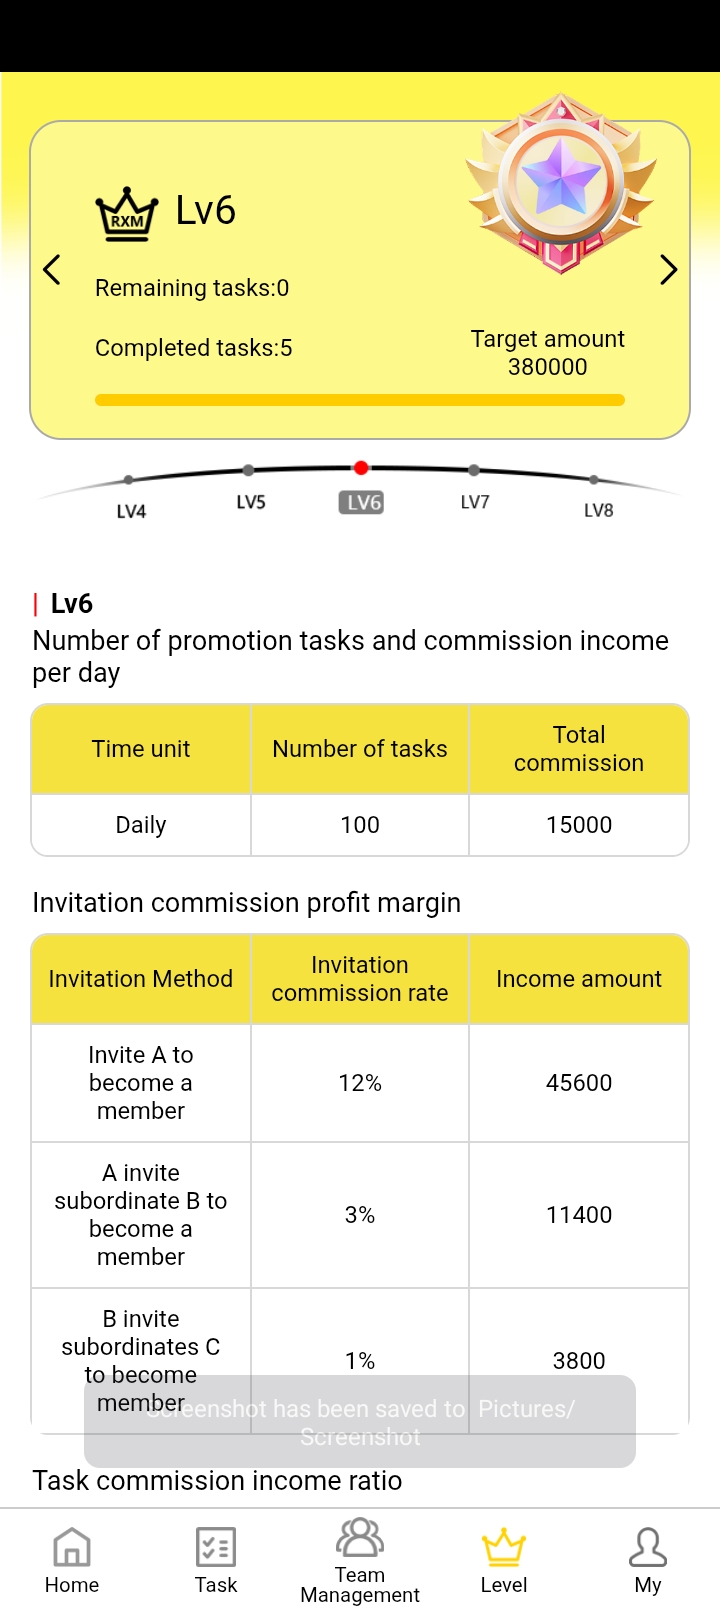 RXM
Lv6
Remaining tasks:0
Completed tasks:5
Target amount
380000
LV4
LV5
LV6
LV7
LV8
| Lv6
Number of promotion tasks and commission income
per day
Time unit
Number of tasks
Total
commission
Daily
100
15000
Invitation commission profit margin
Invitation Method
Invitation
commission rate
Income amount
Invite A to
become a
member
12%
45600
A invite
subordinate B to
become a
member
3%
11400
B invite
subordinates C
to become
member
1%
3800
Screenshot has been saved to Pictures/
Screenshot
Task commission income ratio
Home
Task
Team
Management
Level
My